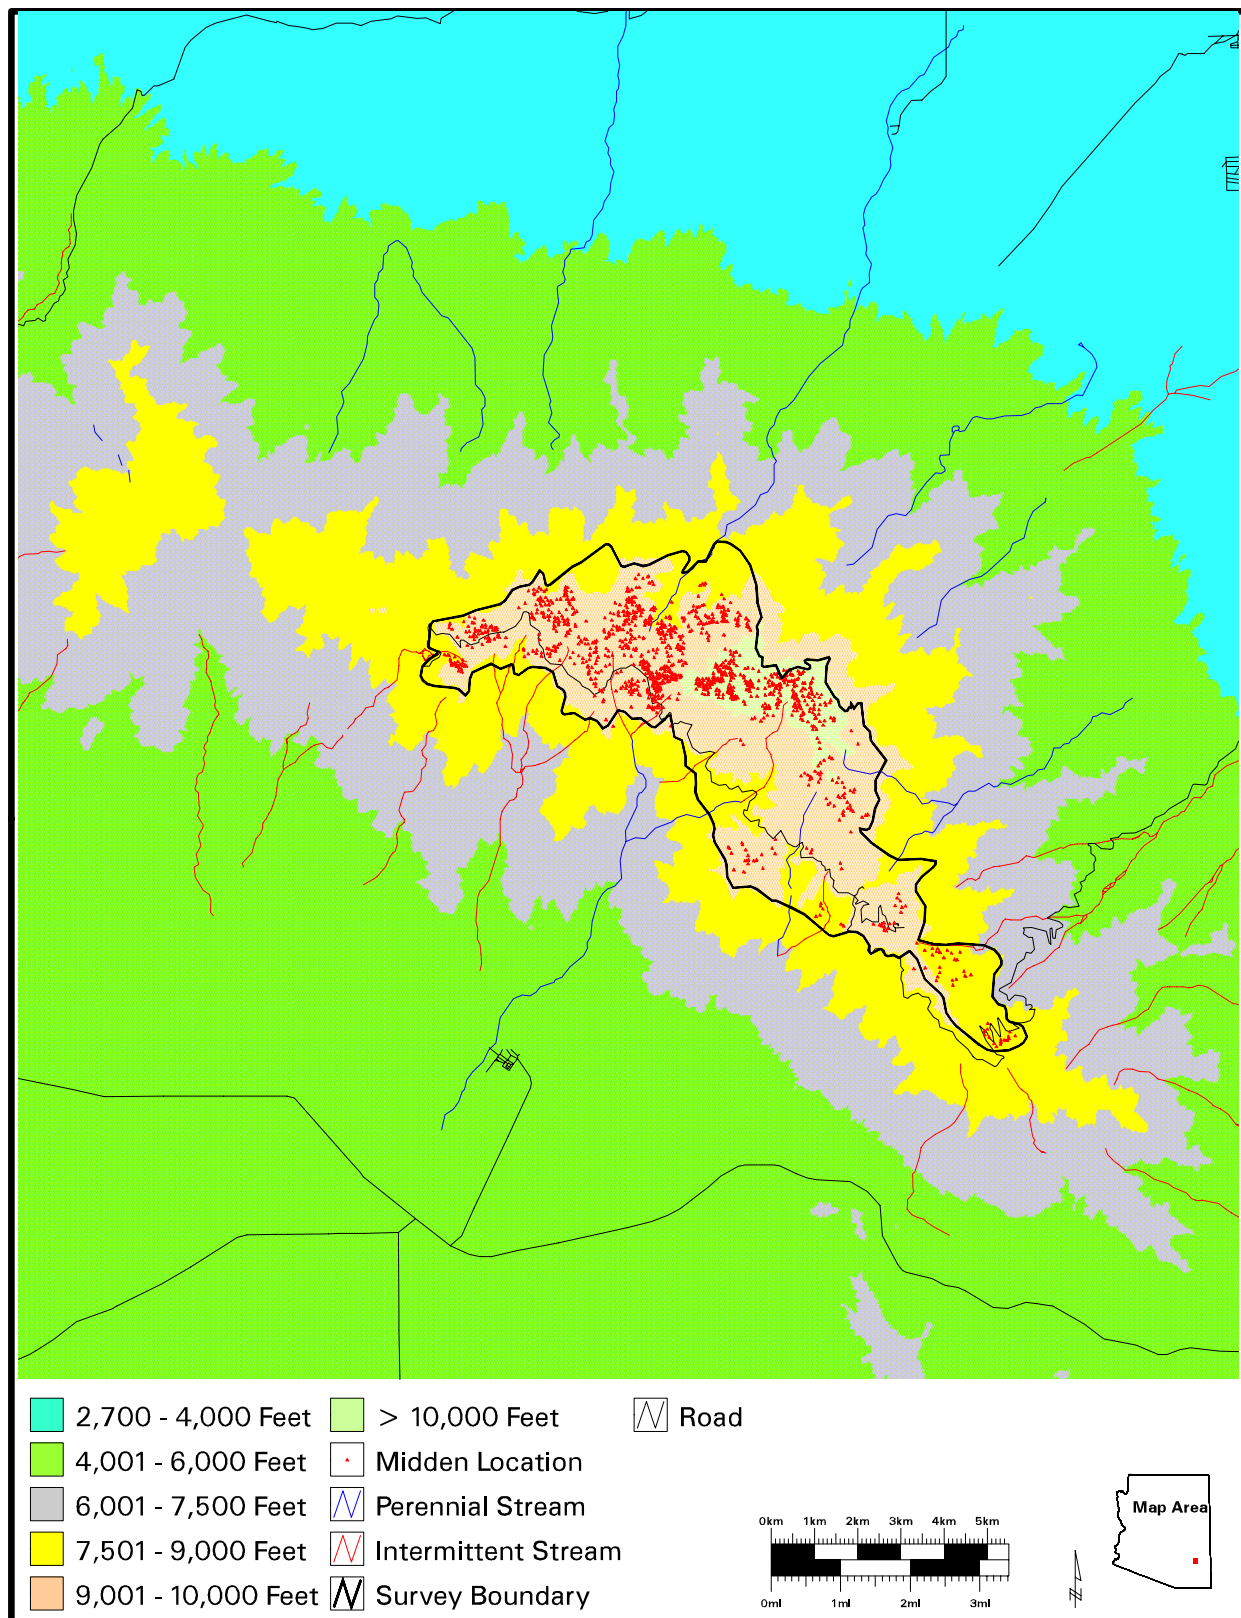 2,700 - 4,000 Feet
4,001 - 6,000 Feet
6,001 - 7,500 Feet
7,501 - 9,000 Feet
9,001 - 10,000 Feet
> 10,000 Feet
Midden Location
Perennial Stream
Intermittent Stream
Survey Boundary
Road
0km 1km 2km 3km 4km 5km
0mI 1mI 2mI 3mI
N
Map Area